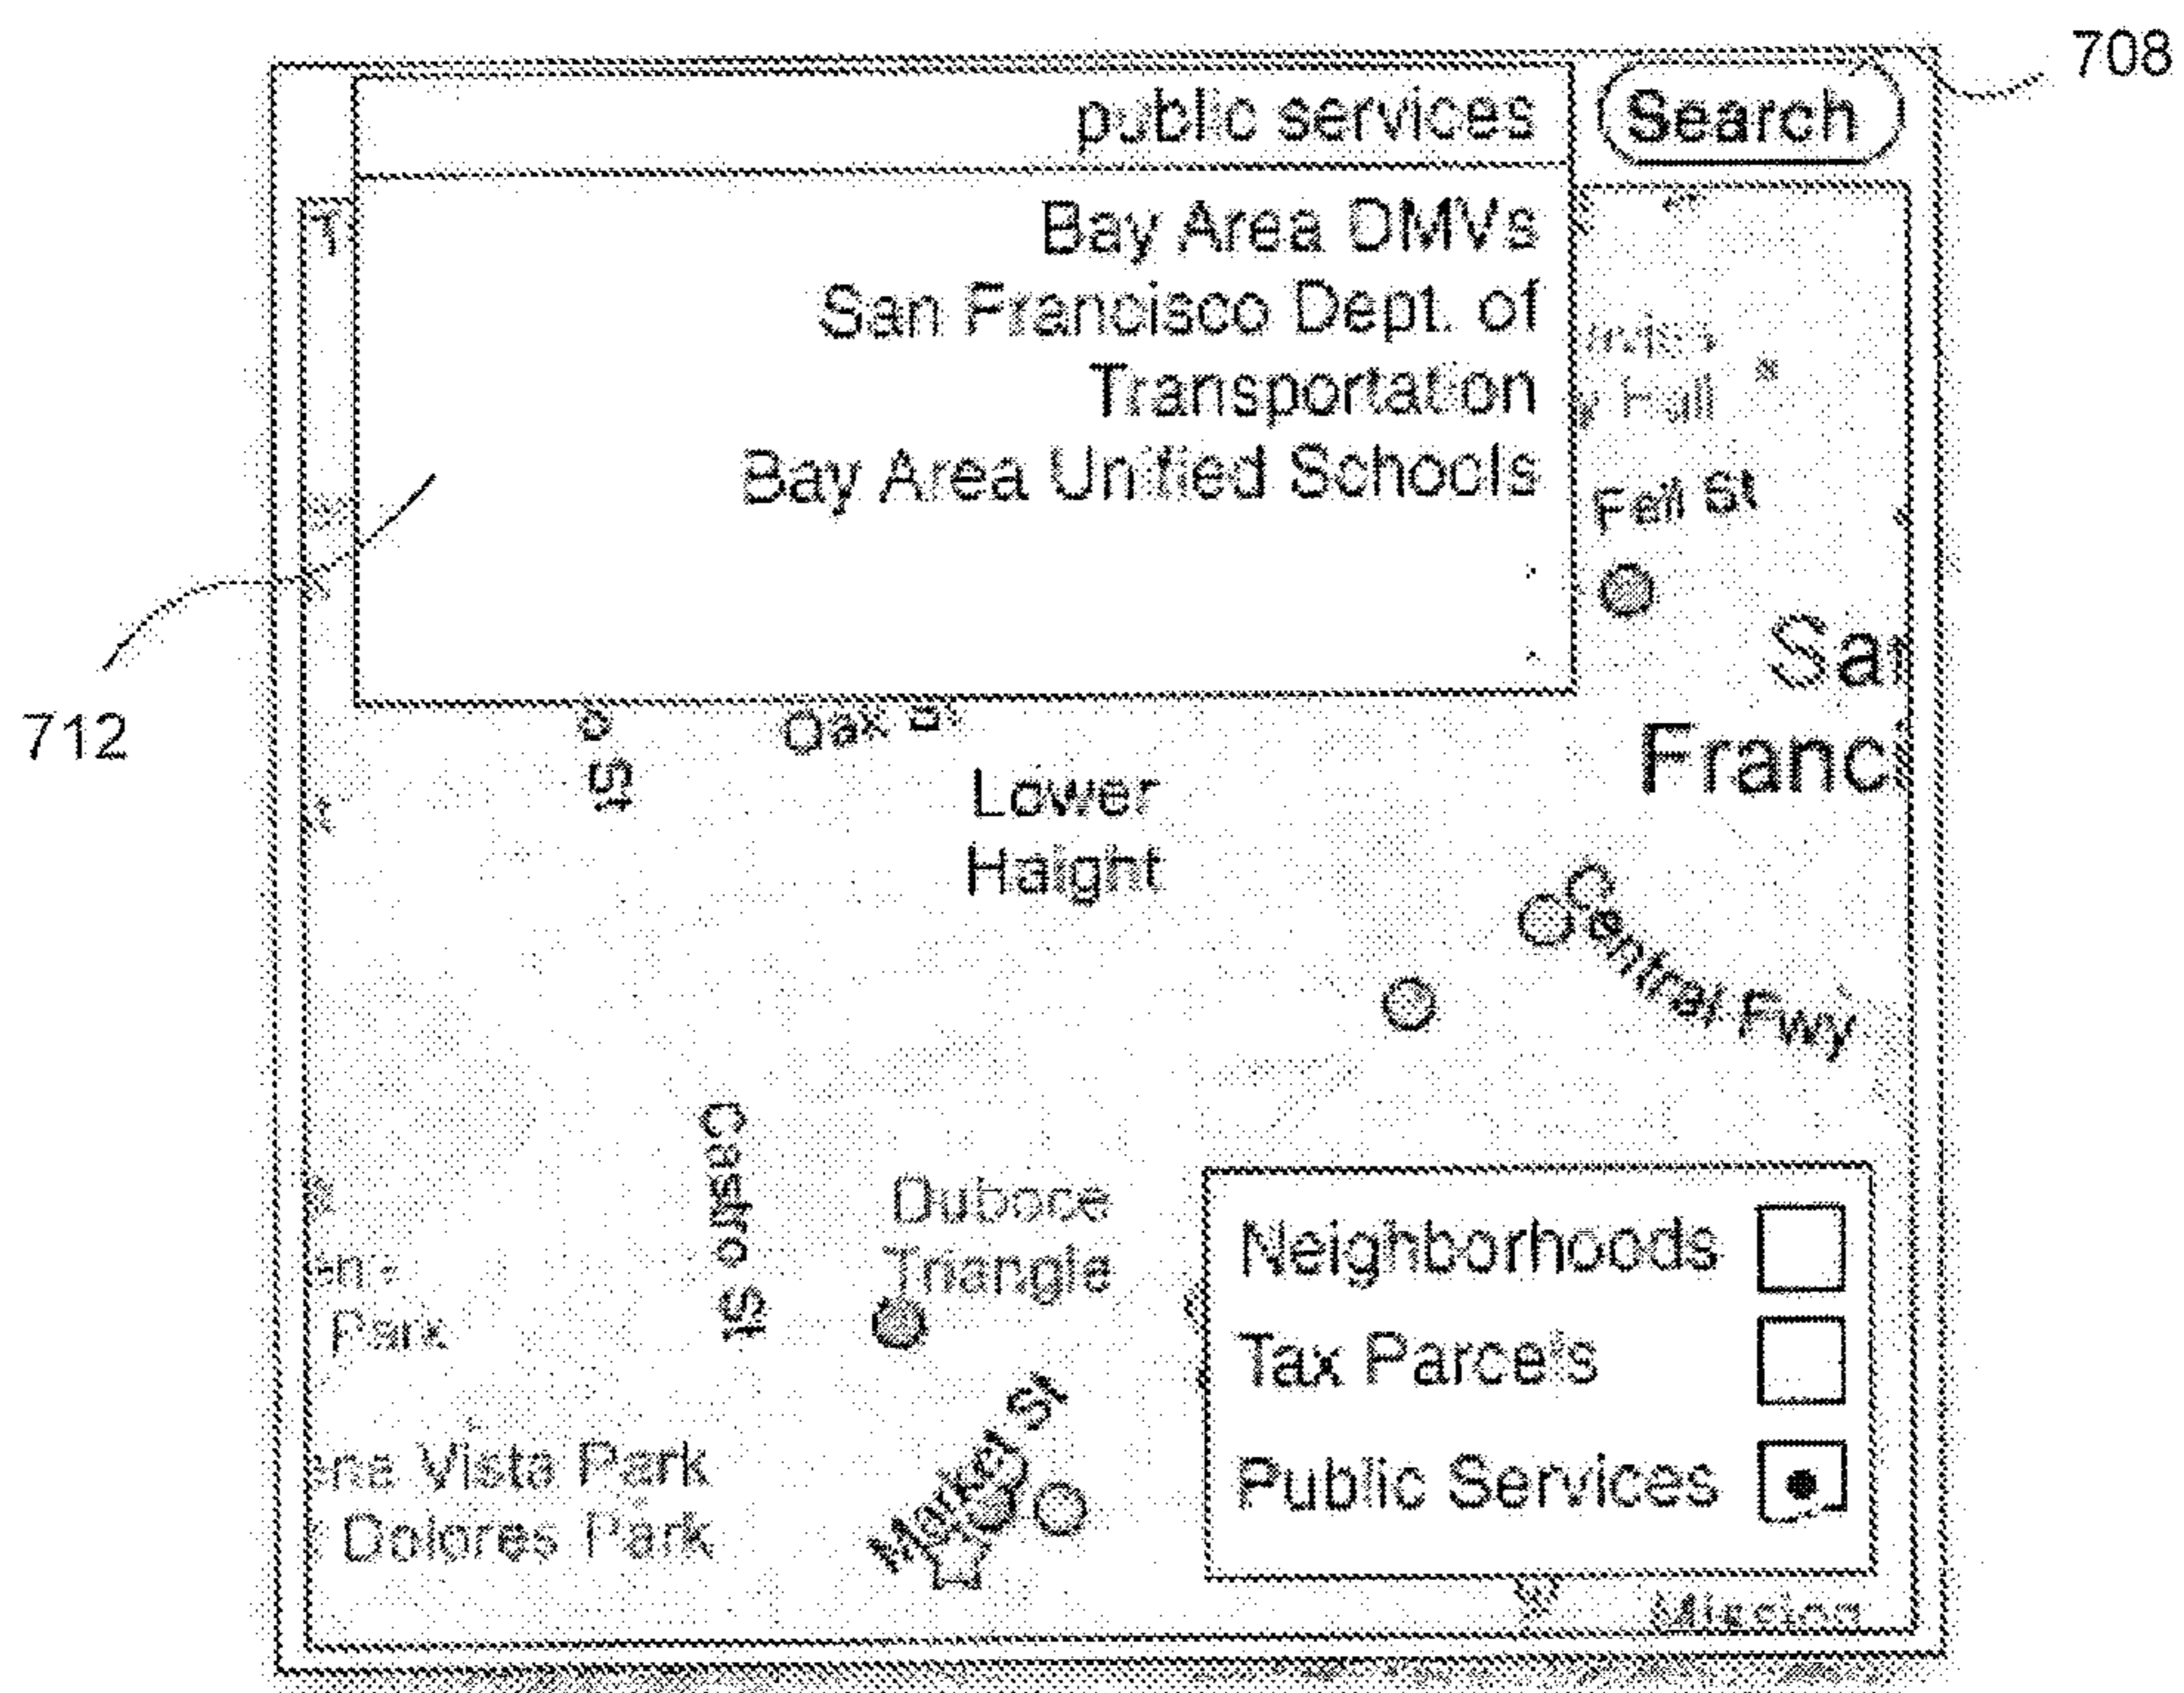 708
public services
Search
Bay Area DMVs
San Francisco Dept. of
Transportation
Bay Area Unified Schools
y Hall
Fell St
San
Franci
712
St
Oak
Lower
Haight
Central Fwy
Castro St
Duboce
Triangle
Neighborhoods
Tax Parcels
Park
Market St
Public Services
ena Vista Park
Dolores Park
Mission